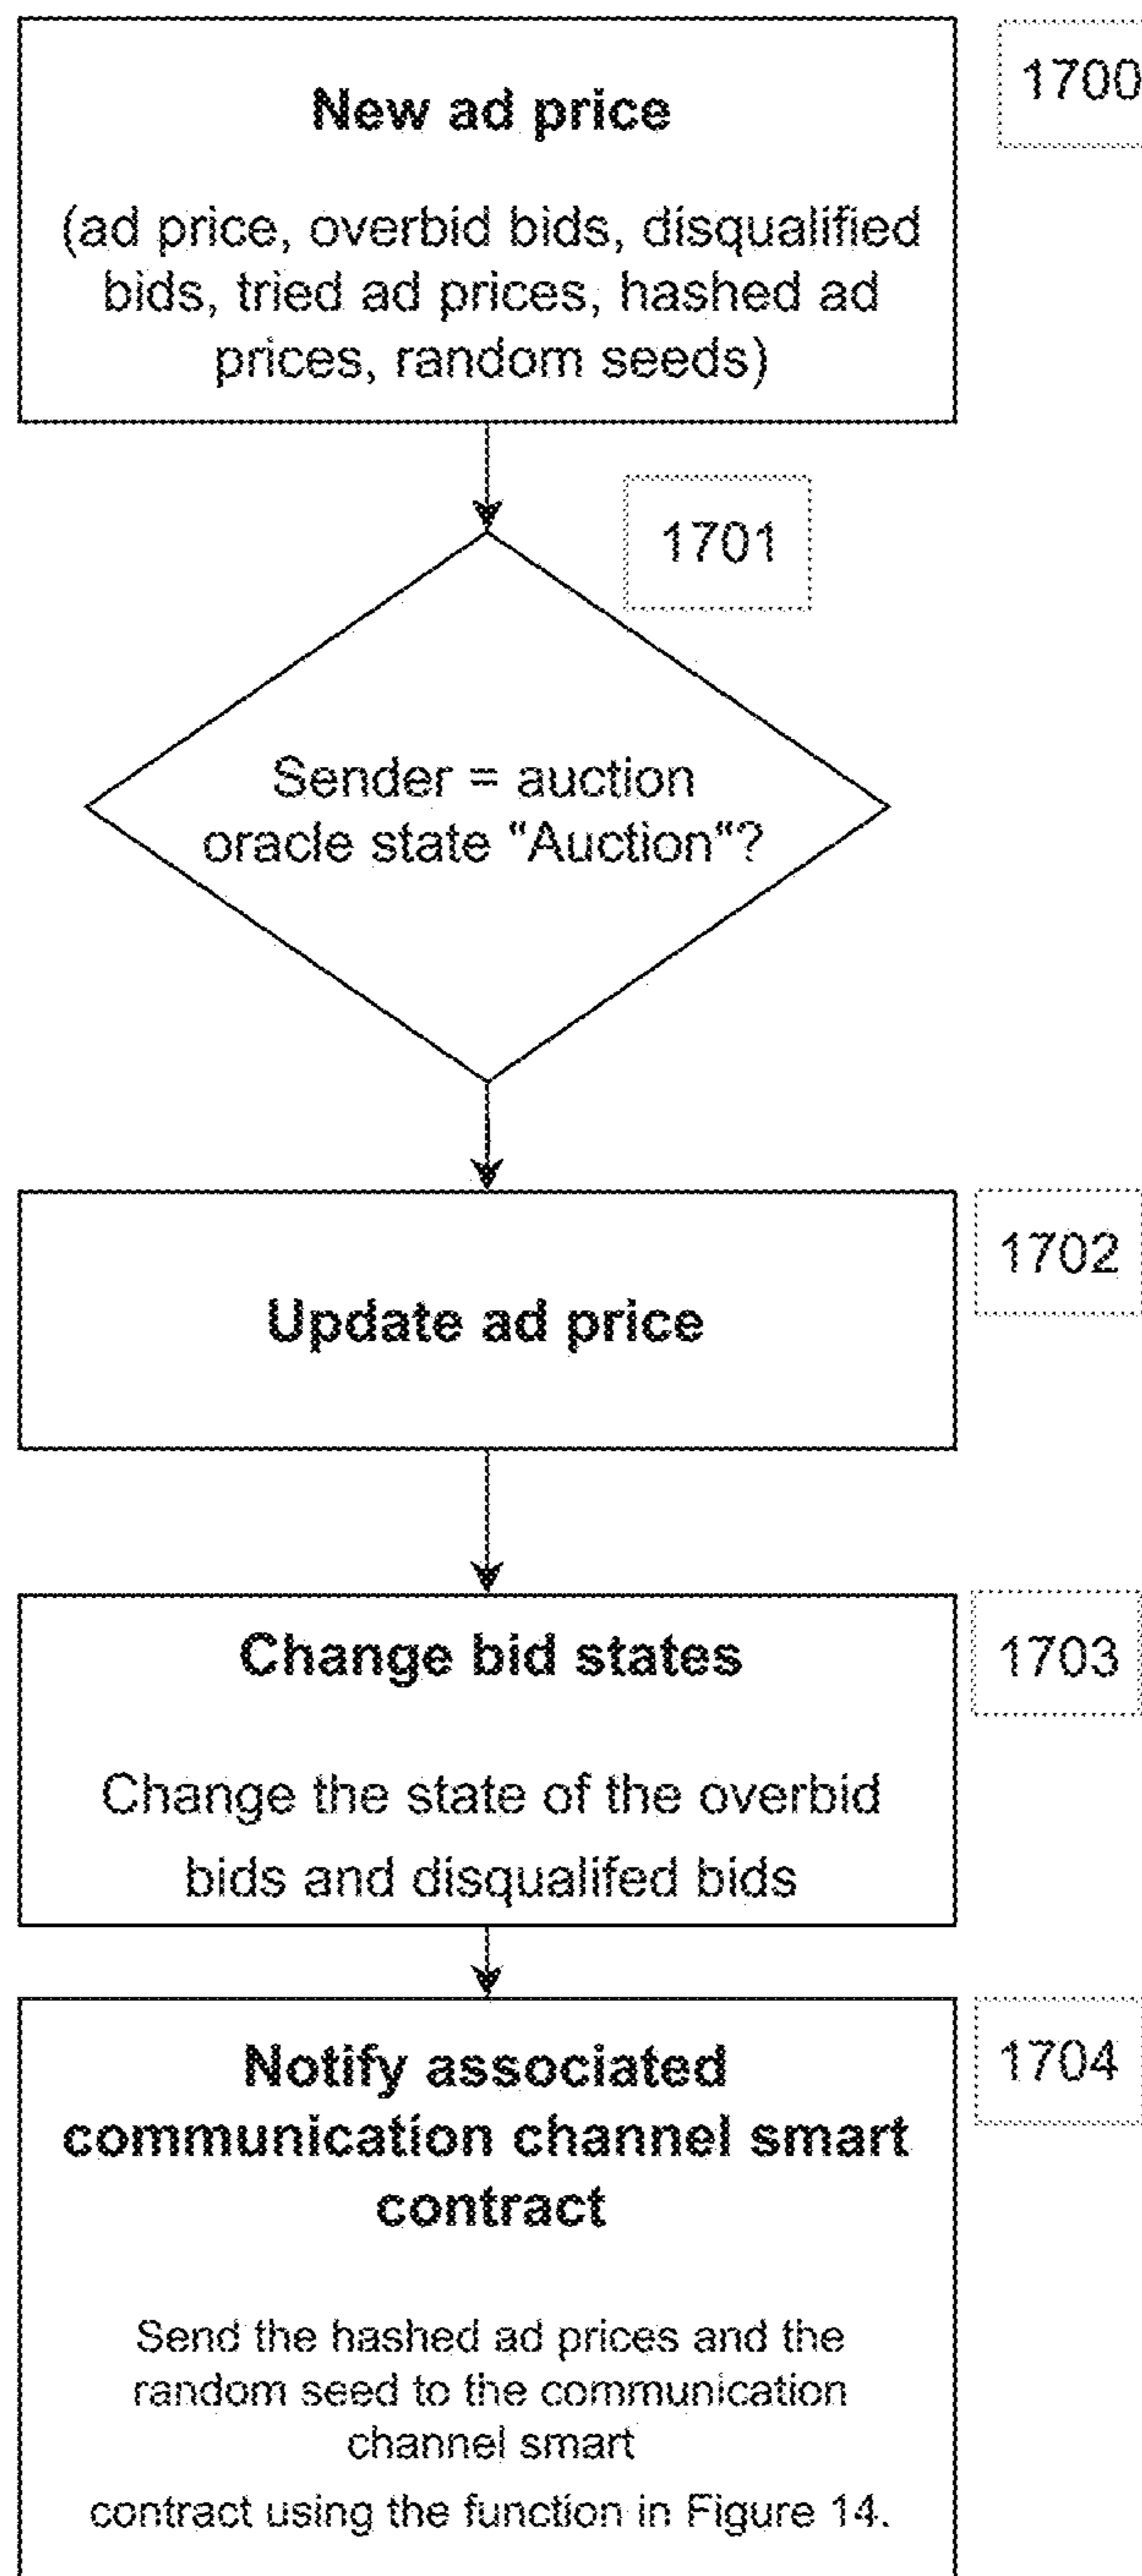 New ad price
1700
(ad price, overbid bids, disqualified
bids, tried ad prices, hashed ad
prices, random seeds)
1701
Sender = auction
oracle state "Auction"?
1702
Update ad price
1703
Change bid states
Change the state of the overbid
bids and disqualifed bids
1704
Notify associated
communication channel smart
contract
Send the hashed ad prices and the
random seed to the communication
channel smart
contract using the function in Figure 14.